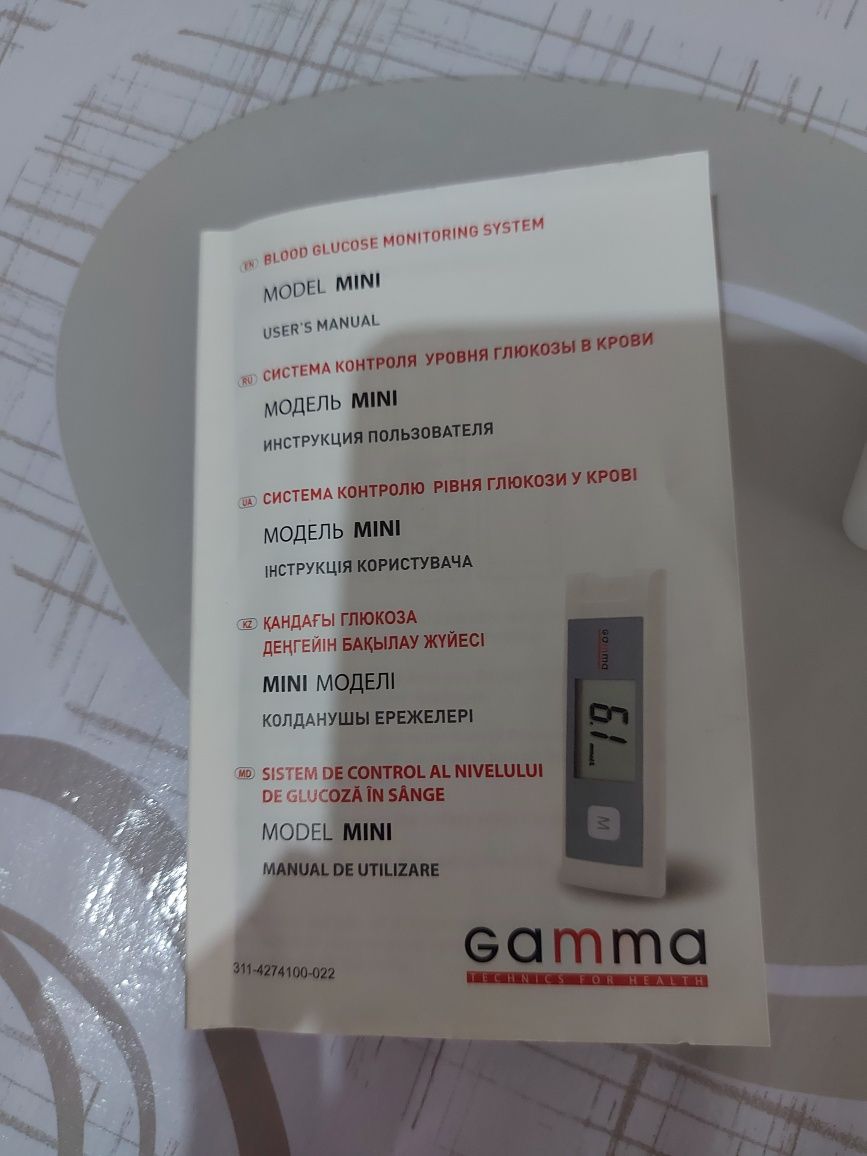 EN BLOOD GLUCOSE MONITORING SYSTEM
MODEL MINI
USER'S MANUAL
RU СИСТЕМА КОНТРОЛЯ УРОВНЯ ГЛЮКОЗЫ В КРОВИ
МОДЕЛЬ MINI
ИНСТРУКЦИЯ ПОЛЬЗОВАТЕЛЯ
UA СИСТЕМА КОНТРОЛЮ РІВНЯ ГЛЮКОЗИ У КРОВІ
МОДЕЛЬ MINI
ІНСТРУКЦІЯ КОРИСТУВАЧА
KZ ҚАНДАҒЫ ГЛЮКОЗА
ДЕҢГЕЙІН БАҚЫЛАУ ЖҮЙЕСІ
MINI МОДЕЛІ
КОЛДАНУШЫ ЕРЕЖЕЛЕРІ
MD SISTEM DE CONTROL AL NIVELULUI
DE GLUCOZĂ ÎN SÂNGE
MODEL MINI
MANUAL DE UTILIZARE
GAMMA
6.1
mmol/L
M
Gamma
TECHNICS FOR HEALTH
311-4274100-022